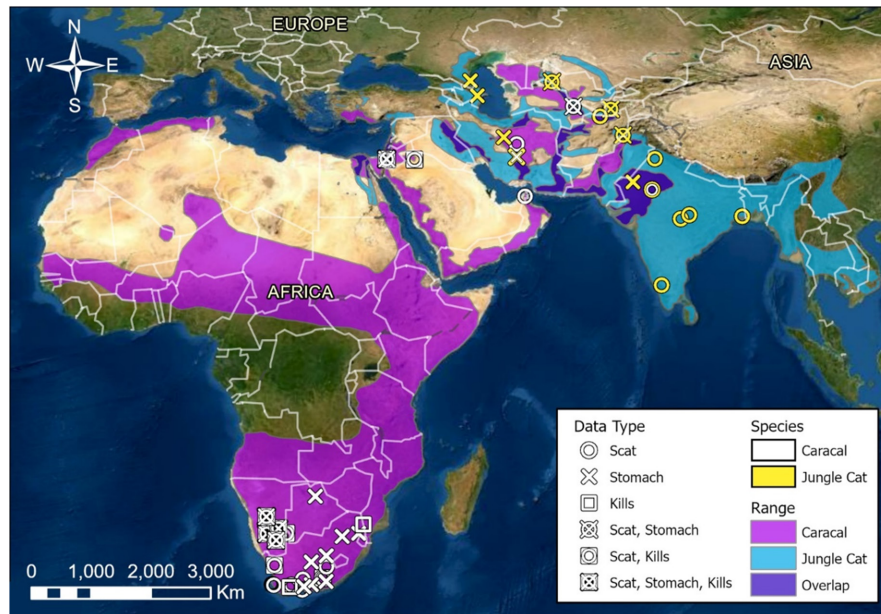 EUROPE
N
W E
S
ASIA
AFRICA
Data Type
Scat
Stomach
Kills
Scat, Stomach
Scat, Kills
Scat, Stomach, Kills
Species
Caracal
Jungle Cat
Range
Caracal
Jungle Cat
Overlap
0 1,000 2,000 3,000
Km